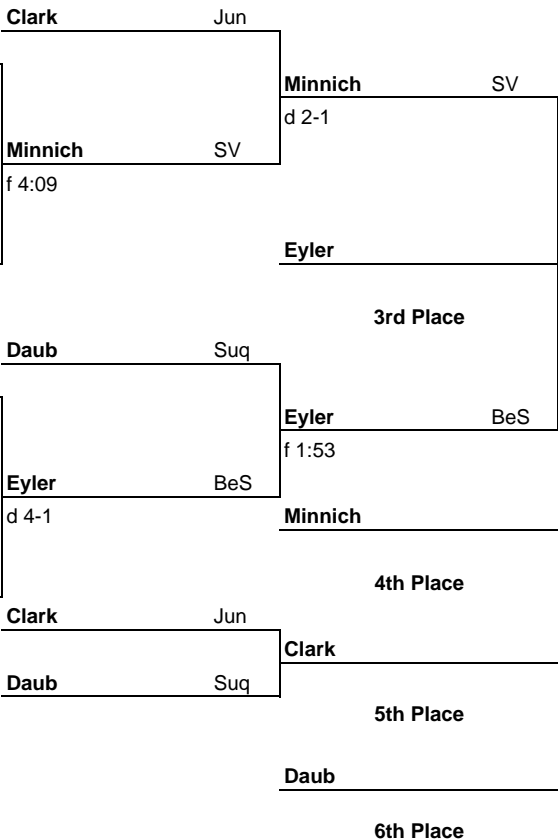 Clark Jun
Minnich SV
d 2-1
Minnich SV
f 4:09
Eyler
3rd Place
Daub Suq
Eyler BeS
f 1:53
Eyler BeS
d 4-1
Minnich
4th Place
Clark Jun
Clark
Daub Suq
5th Place
Daub
6th Place